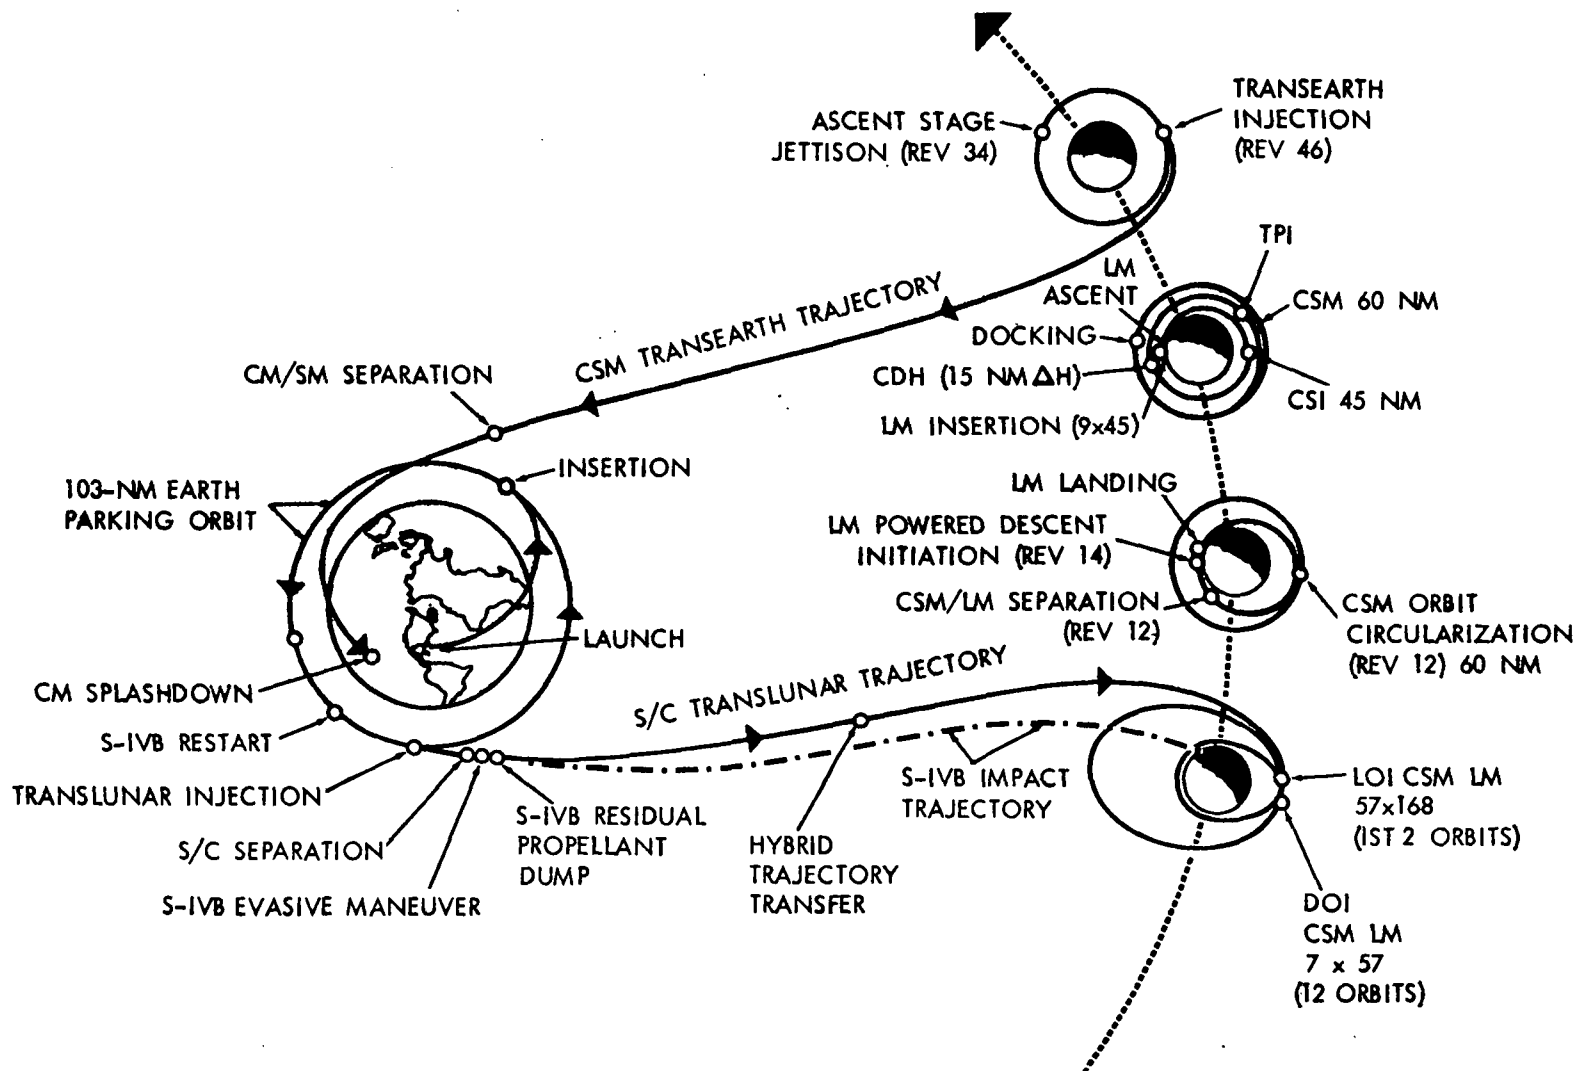 TRANSEARTH
INJECTION
(REV 46)
ASCENT STAGE
JETTISON (REV 34)
TPI
LM
ASCENT
CSM 60 NM
DOCKING
CDH (15 NM ΔH)
CSI 45 NM
LM INSERTION (9x45)
CSM TRANSEARTH TRAJECTORY
CM/SM SEPARATION
INSERTION
103-NM EARTH
PARKING ORBIT
LM LANDING
LM POWERED DESCENT
INITIATION (REV 14)
CSM/LM SEPARATION
(REV 12)
CSM ORBIT
CIRCULARIZATION
(REV 12) 60 NM
LAUNCH
CM SPLASHDOWN
S-IVB RESTART
TRANSLUNAR INJECTION
S/C SEPARATION
S-IVB EVASIVE MANEUVER
S-IVB RESIDUAL
PROPELLANT
DUMP
S/C TRANSLUNAR TRAJECTORY
HYBRID
TRAJECTORY
TRANSFER
S-IVB IMPACT
TRAJECTORY
LOI CSM LM
57x168
(1ST 2 ORBITS)
DOI
CSM LM
7 x 57
(12 ORBITS)